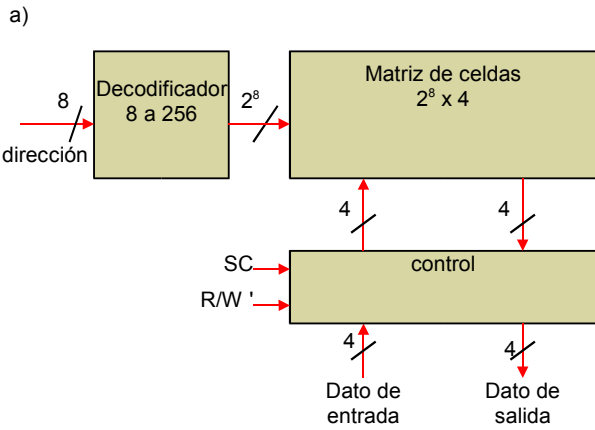 a)
Decodificador
8 a 256
Matriz de celdas
2⁸ x 4
8
2⁸
dirección
4
4
SC
control
R/W '
4
4
Dato de
entrada
Dato de
salida